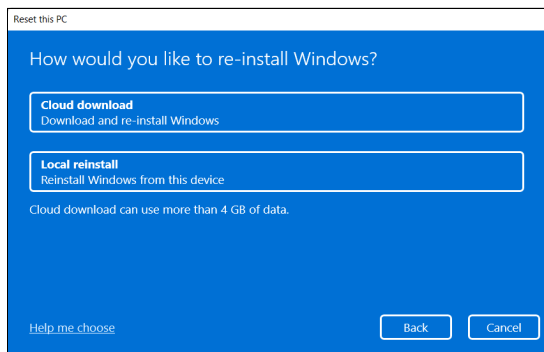 Reset this PC
How would you like to re-install Windows?
Cloud download
Download and re-install Windows
Local reinstall
Reinstall Windows from this device
Cloud download can use more than 4 GB of data.
Help me choose
Back
Cancel